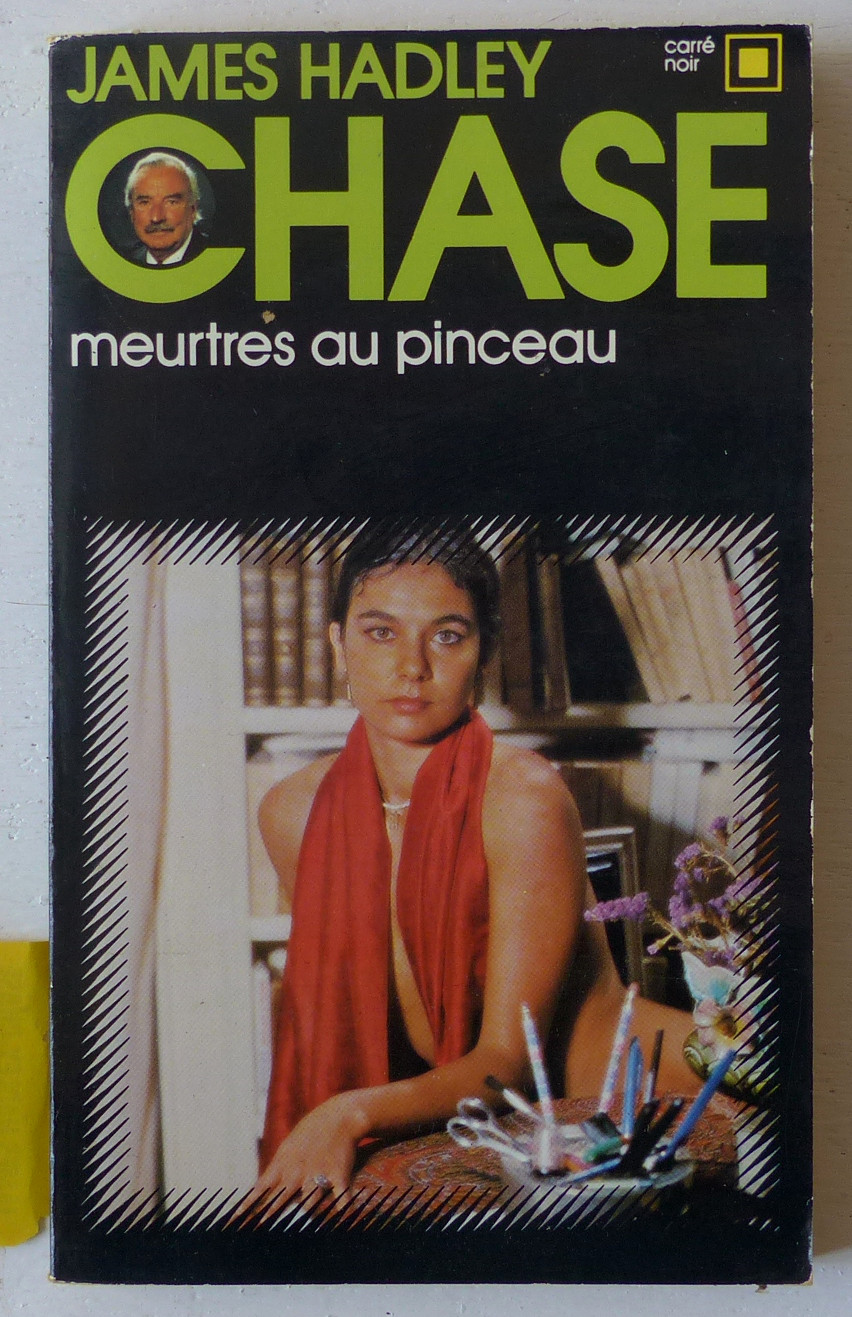 JAMES HADLEY
CHASE
carré
noir
meurtres au pinceau